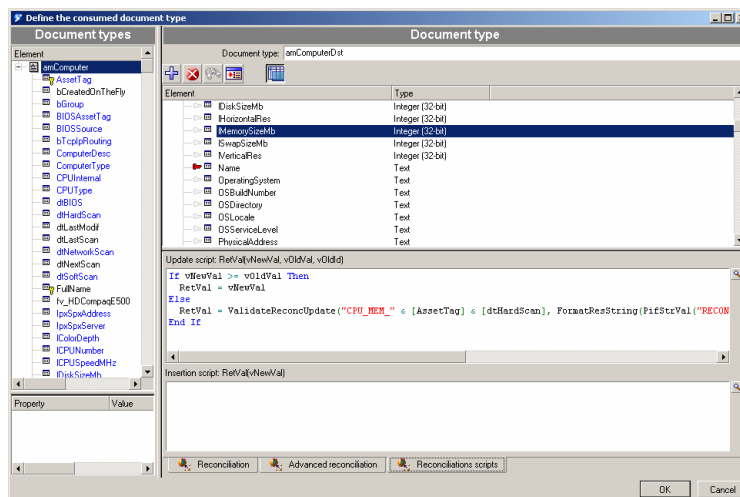 Define the consumed document type
Document types
Element
amComputer
AssetTag
bCreatedOnTheFly
bGroup
BIOSAssetTag
BIOSSource
bTcpIpRouting
ComputerDesc
ComputerType
CPUInternal
CPUType
dtBIOS
dtHardScan
dtLastModif
dtLastScan
dtNetworkScan
dtNextScan
dtSoftScan
FullName
fv_HDCompaqE500
IpxSpxAddress
IpxSpxServer
lColorDepth
lCPUNumber
lCPUSpeedMHz
lDiskSizeMb
Property Value
Document type
Document type: amComputerDst
Element Type
lDiskSizeMb Integer (32-bit)
lHorizontalRes Integer (32-bit)
lMemorySizeMb Integer (32-bit)
lSwapSizeMb Integer (32-bit)
lVerticalRes Integer (32-bit)
Name Text
OperatingSystem Text
OSBuildNumber Text
OSDirectory Text
OSLocale Text
OSServiceLevel Text
PhysicalAddress Text
Update script: RetVal(vNewVal, vOldVal, vOldId)
If vNewVal >= vOldVal Then
RetVal = vNewVal
Else
RetVal = ValidateReconcUpdate("CPU_MEM_" & [AssetTag] & [dtHardScan], FormatResString(PifStrVal("RECON
End If
Insertion script: RetVal(vNewVal)
Reconciliation Advanced reconciliation Reconciliations scripts
OK Cancel